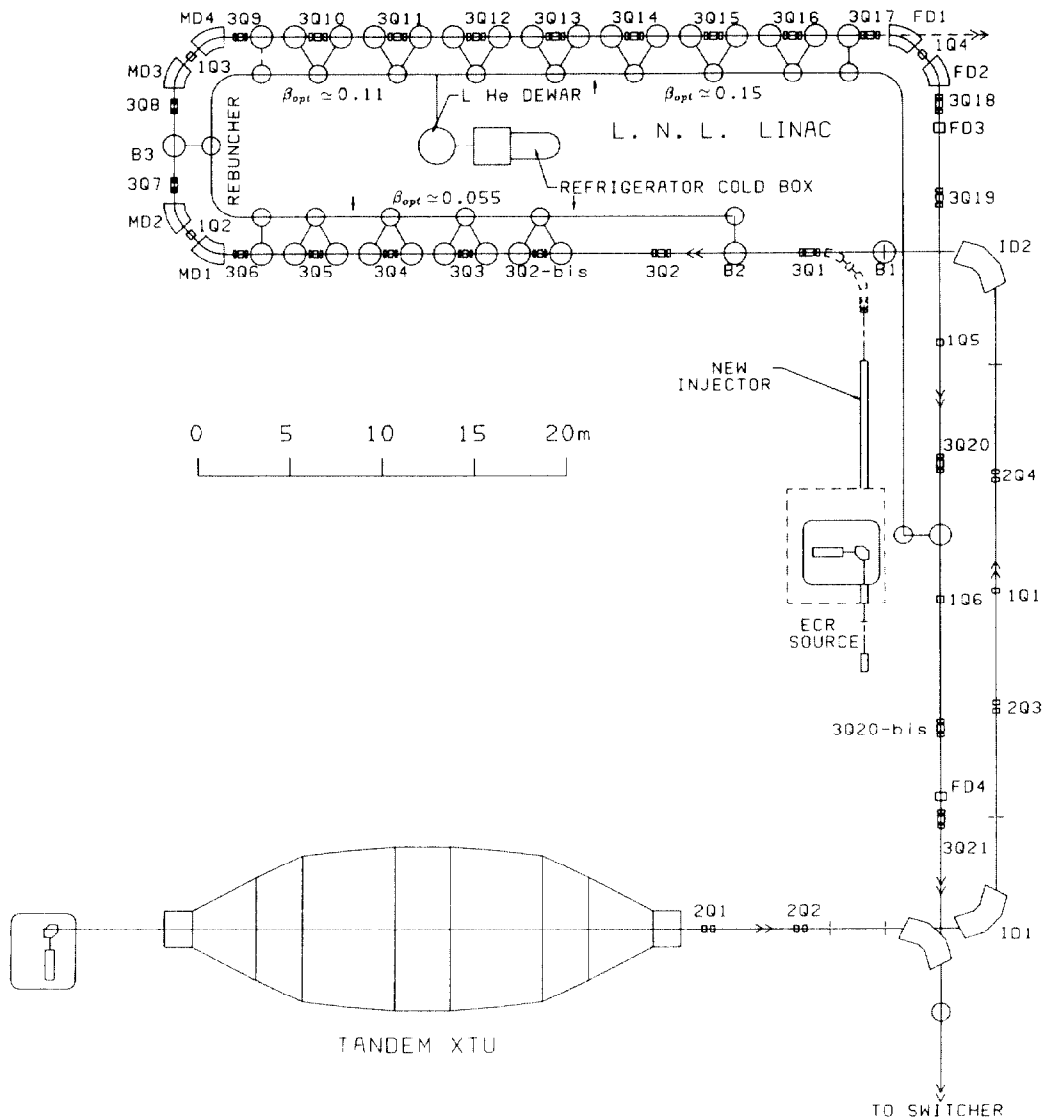 MD4
3Q9
3Q10
3Q11
3Q12
3Q13
3Q14
3Q15
3Q16
3Q17
FD1
1Q4
1Q3
MD3
FD2
3Q8
βopt≃0.11
L He DEWAR
βopt≃0.15
3Q18
FD3
L. N. L. LINAC
B3
REBUNCHER
REFRIGERATOR COLD BOX
3Q7
βopt≃0.055
3Q19
MD2
1Q2
MD1
3Q6
3Q5
3Q4
3Q3
3Q2-bis
3Q2
B2
3Q1
B1
1D2
1Q5
NEW
INJECTOR
0 5 10 15 20m
3Q20
2Q4
1Q6
1Q1
ECR
SOURCE
2Q3
3Q20-bis
FD4
3Q21
2Q1
2Q2
1D1
TANDEM XTU
TO SWITCHER